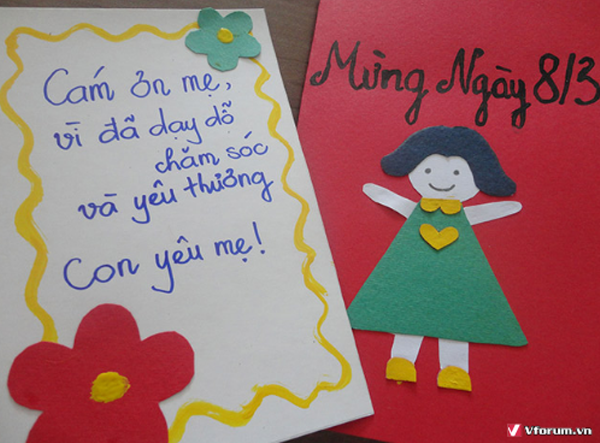 Cám ơn mẹ,
vì đã dạy dỗ
chăm sóc
và yêu thương
Con yêu mẹ!
Mừng Ngày 8/3
Vforum.vn